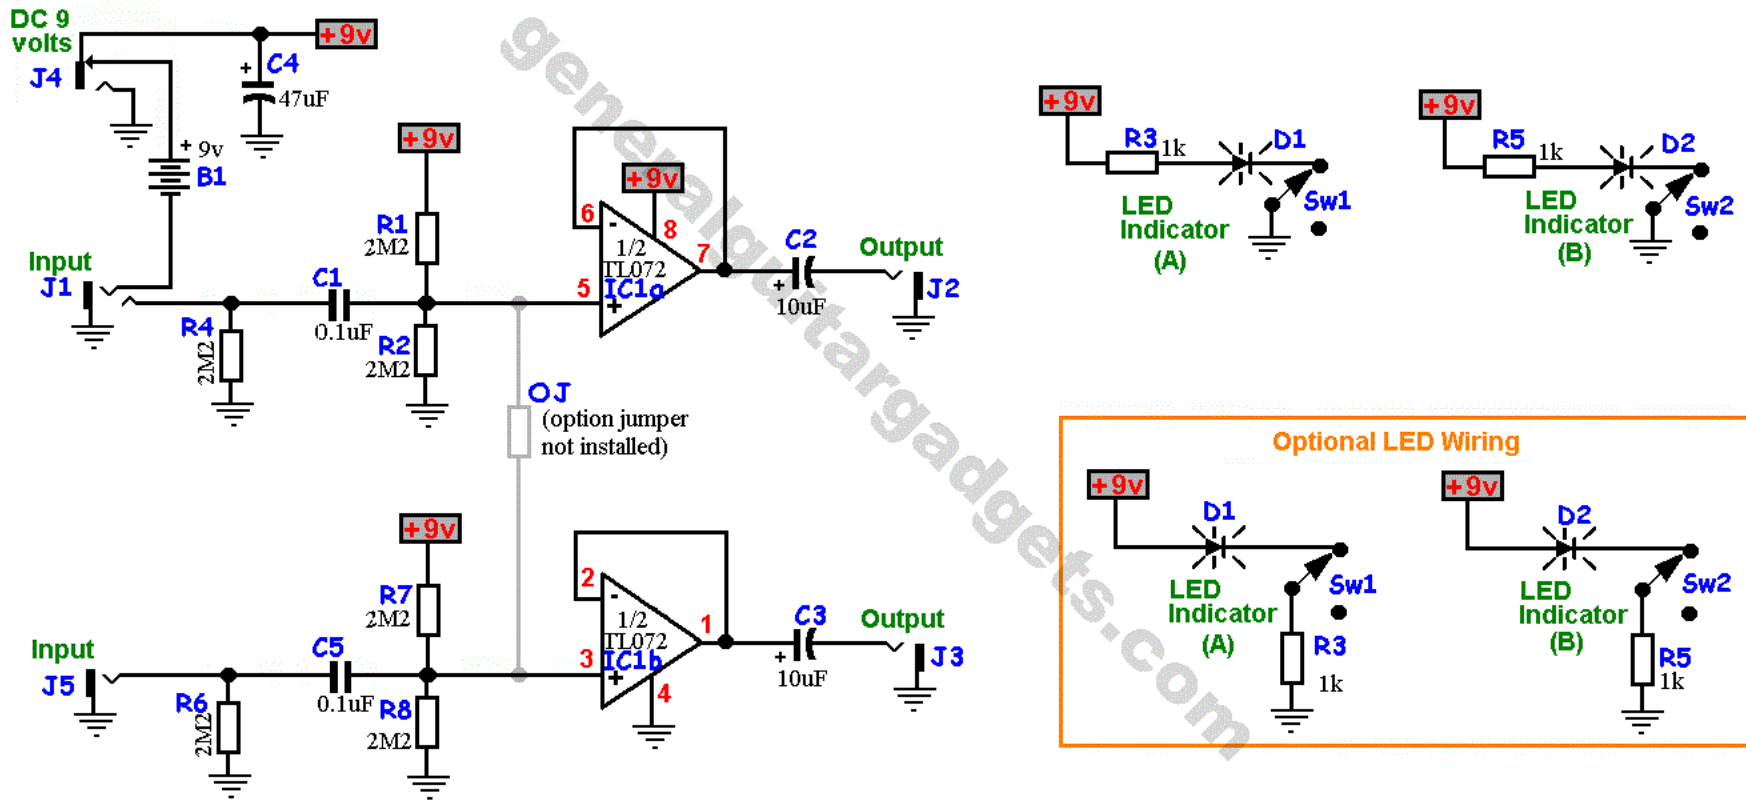 DC 9
volts
J4
+9v
+
C4
47uF
+ 9v
B1
+9v
R1
2M2
Input
J1
C1
0.1uF
R4
2M2
R2
2M2
+9v
6
-
8
1/2
TL072
IC1a
7
5
+
C2
+
10uF
Output
J2
OJ
(option jumper
not installed)
+9v
R7
2M2
Input
J5
C5
0.1uF
R6
2M2
R8
2M2
2
-
1/2
TL072
IC1b
1
3
+
4
C3
+
10uF
Output
J3
generalguitargadgets.com
+9v
R3
1k
D1
LED
Indicator
(A)
Sw1
+9v
R5
1k
D2
LED
Indicator
(B)
Sw2
Optional LED Wiring
+9v
D1
LED
Indicator
(A)
Sw1
R3
1k
+9v
D2
LED
Indicator
(B)
Sw2
R5
1k